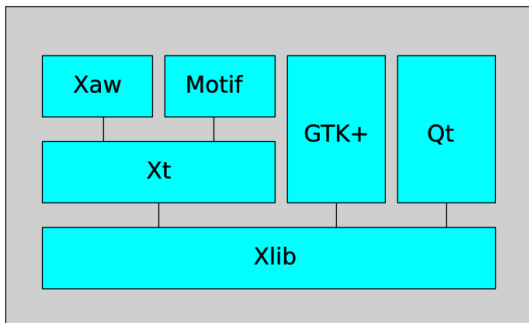 Xaw
Motif
GTK+
Qt
Xt
Xlib